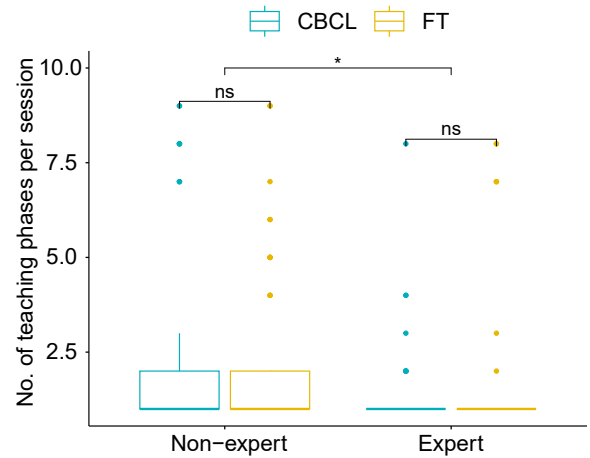 CBCL FT
No. of teaching phases per session
10.0
7.5
5.0
2.5
*
ns
ns
Non-expert Expert